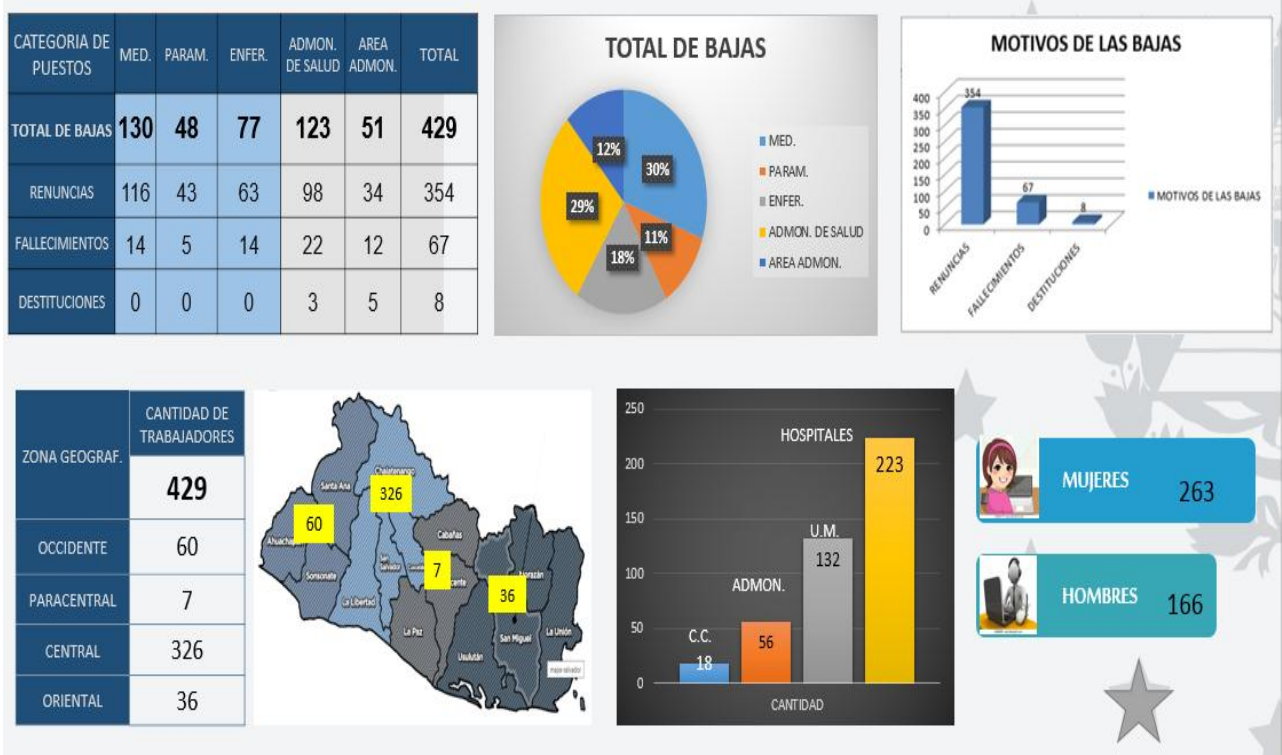 CATEGORIA DE PUESTOS MED. PARAM. ENFER. ADMON. DE SALUD AREA ADMON. TOTAL
TOTAL DE BAJAS 130 48 77 123 51 429
RENUNCIAS 116 43 63 98 34 354
FALLECIMIENTOS 14 5 14 22 12 67
DESTITUCIONES 0 0 0 3 5 8
TOTAL DE BAJAS
12%
30%
29%
11%
18%
MED.
PARAM.
ENFER.
ADMON. DE SALUD
AREA ADMON.
MOTIVOS DE LAS BAJAS
400
350
300
250
200
150
100
50
0
354
67
8
RENUNCIAS
FALLECIMIENTOS
DESTITUCIONES
MOTIVOS DE LAS BAJAS
ZONA GEOGRAF. CANTIDAD DE TRABAJADORES
429
OCCIDENTE 60
PARACENTRAL 7
CENTRAL 326
ORIENTAL 36
Chalatenango
Santa Ana
326
60
Cabañas
Sonsonate
San Salvador
7
36
La Libertad
La Paz
San Miguel
La Unión
Usulután
mapa-salvador
250
200
150
100
50
0
HOSPITALES
223
U.M.
132
ADMON.
56
C.C.
18
CANTIDAD
MUJERES 263
HOMBRES 166